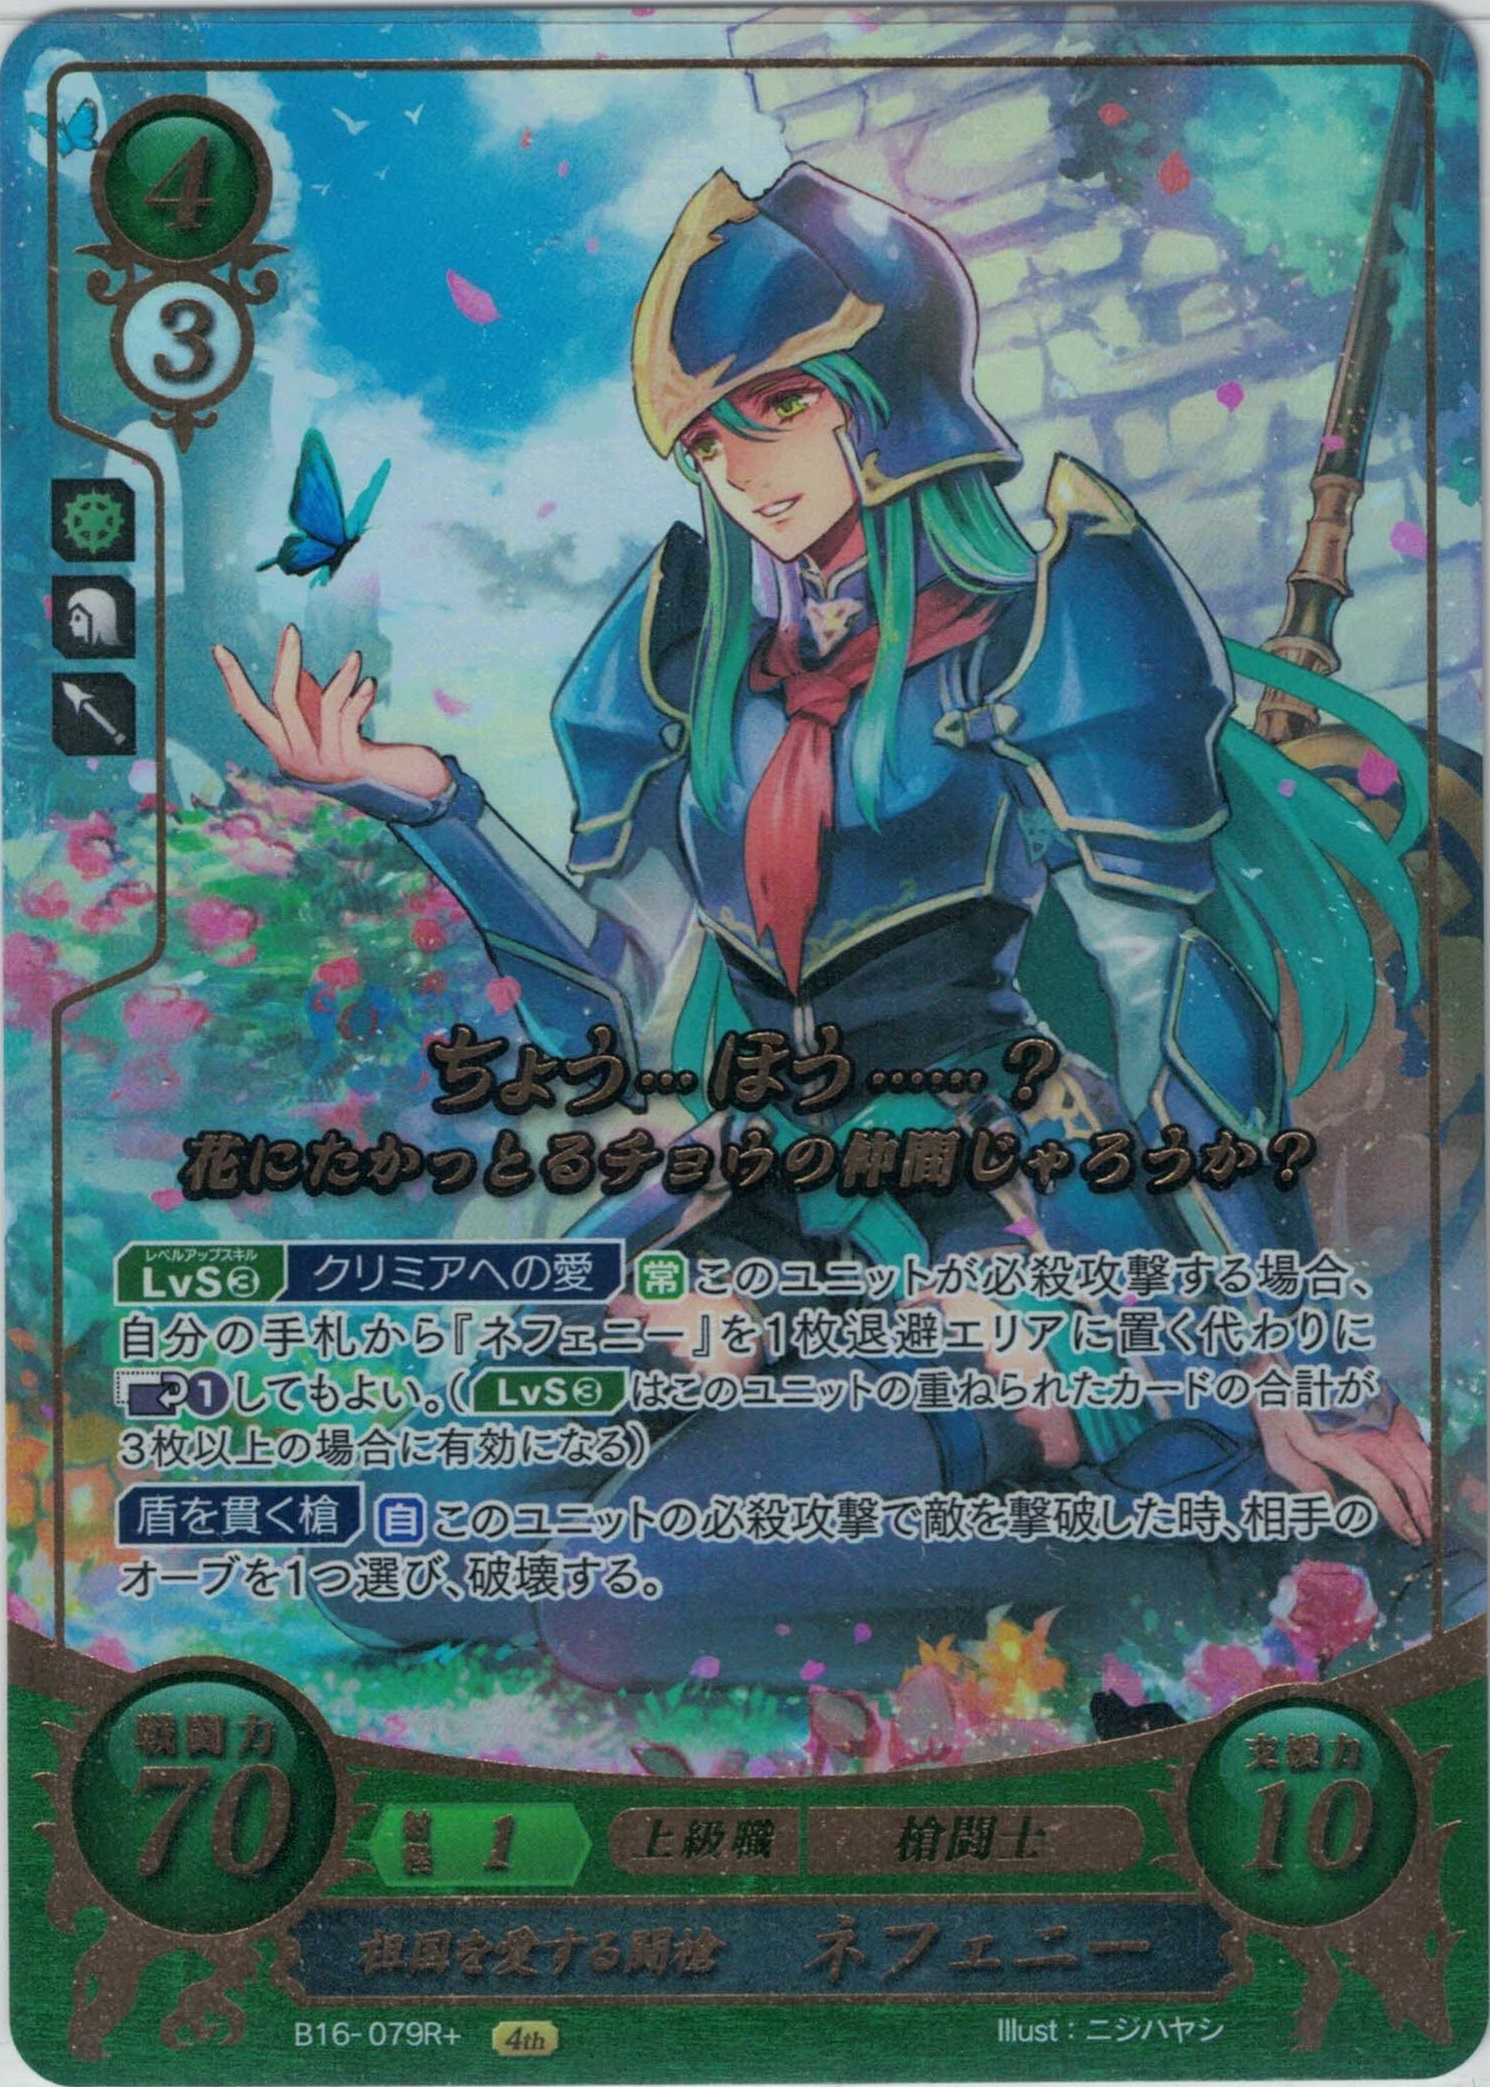 4
3
ちょう…ほう……？
花にたかっとるチョウの仲間じゃろうか？
レベルアップスキル
LvS3 クリミアへの愛 常 このユニットが必殺攻撃する場合、
自分の手札から『ネフェニー』を1枚退避エリアに置く代わりに
1してもよい。（LvS3はこのユニットの重ねられたカードの合計が
3枚以上の場合に有効になる）
盾を貫く槍 自 このユニットの必殺攻撃で敵を撃破した時、相手の
オーブを1つ選び、破壊する。
戦闘力
70
射程 1 上級職 槍闘士
支援力
10
祖国を愛する闘槍 ネフェニー
B16-079R+ 4th Illust：ニジハヤシ